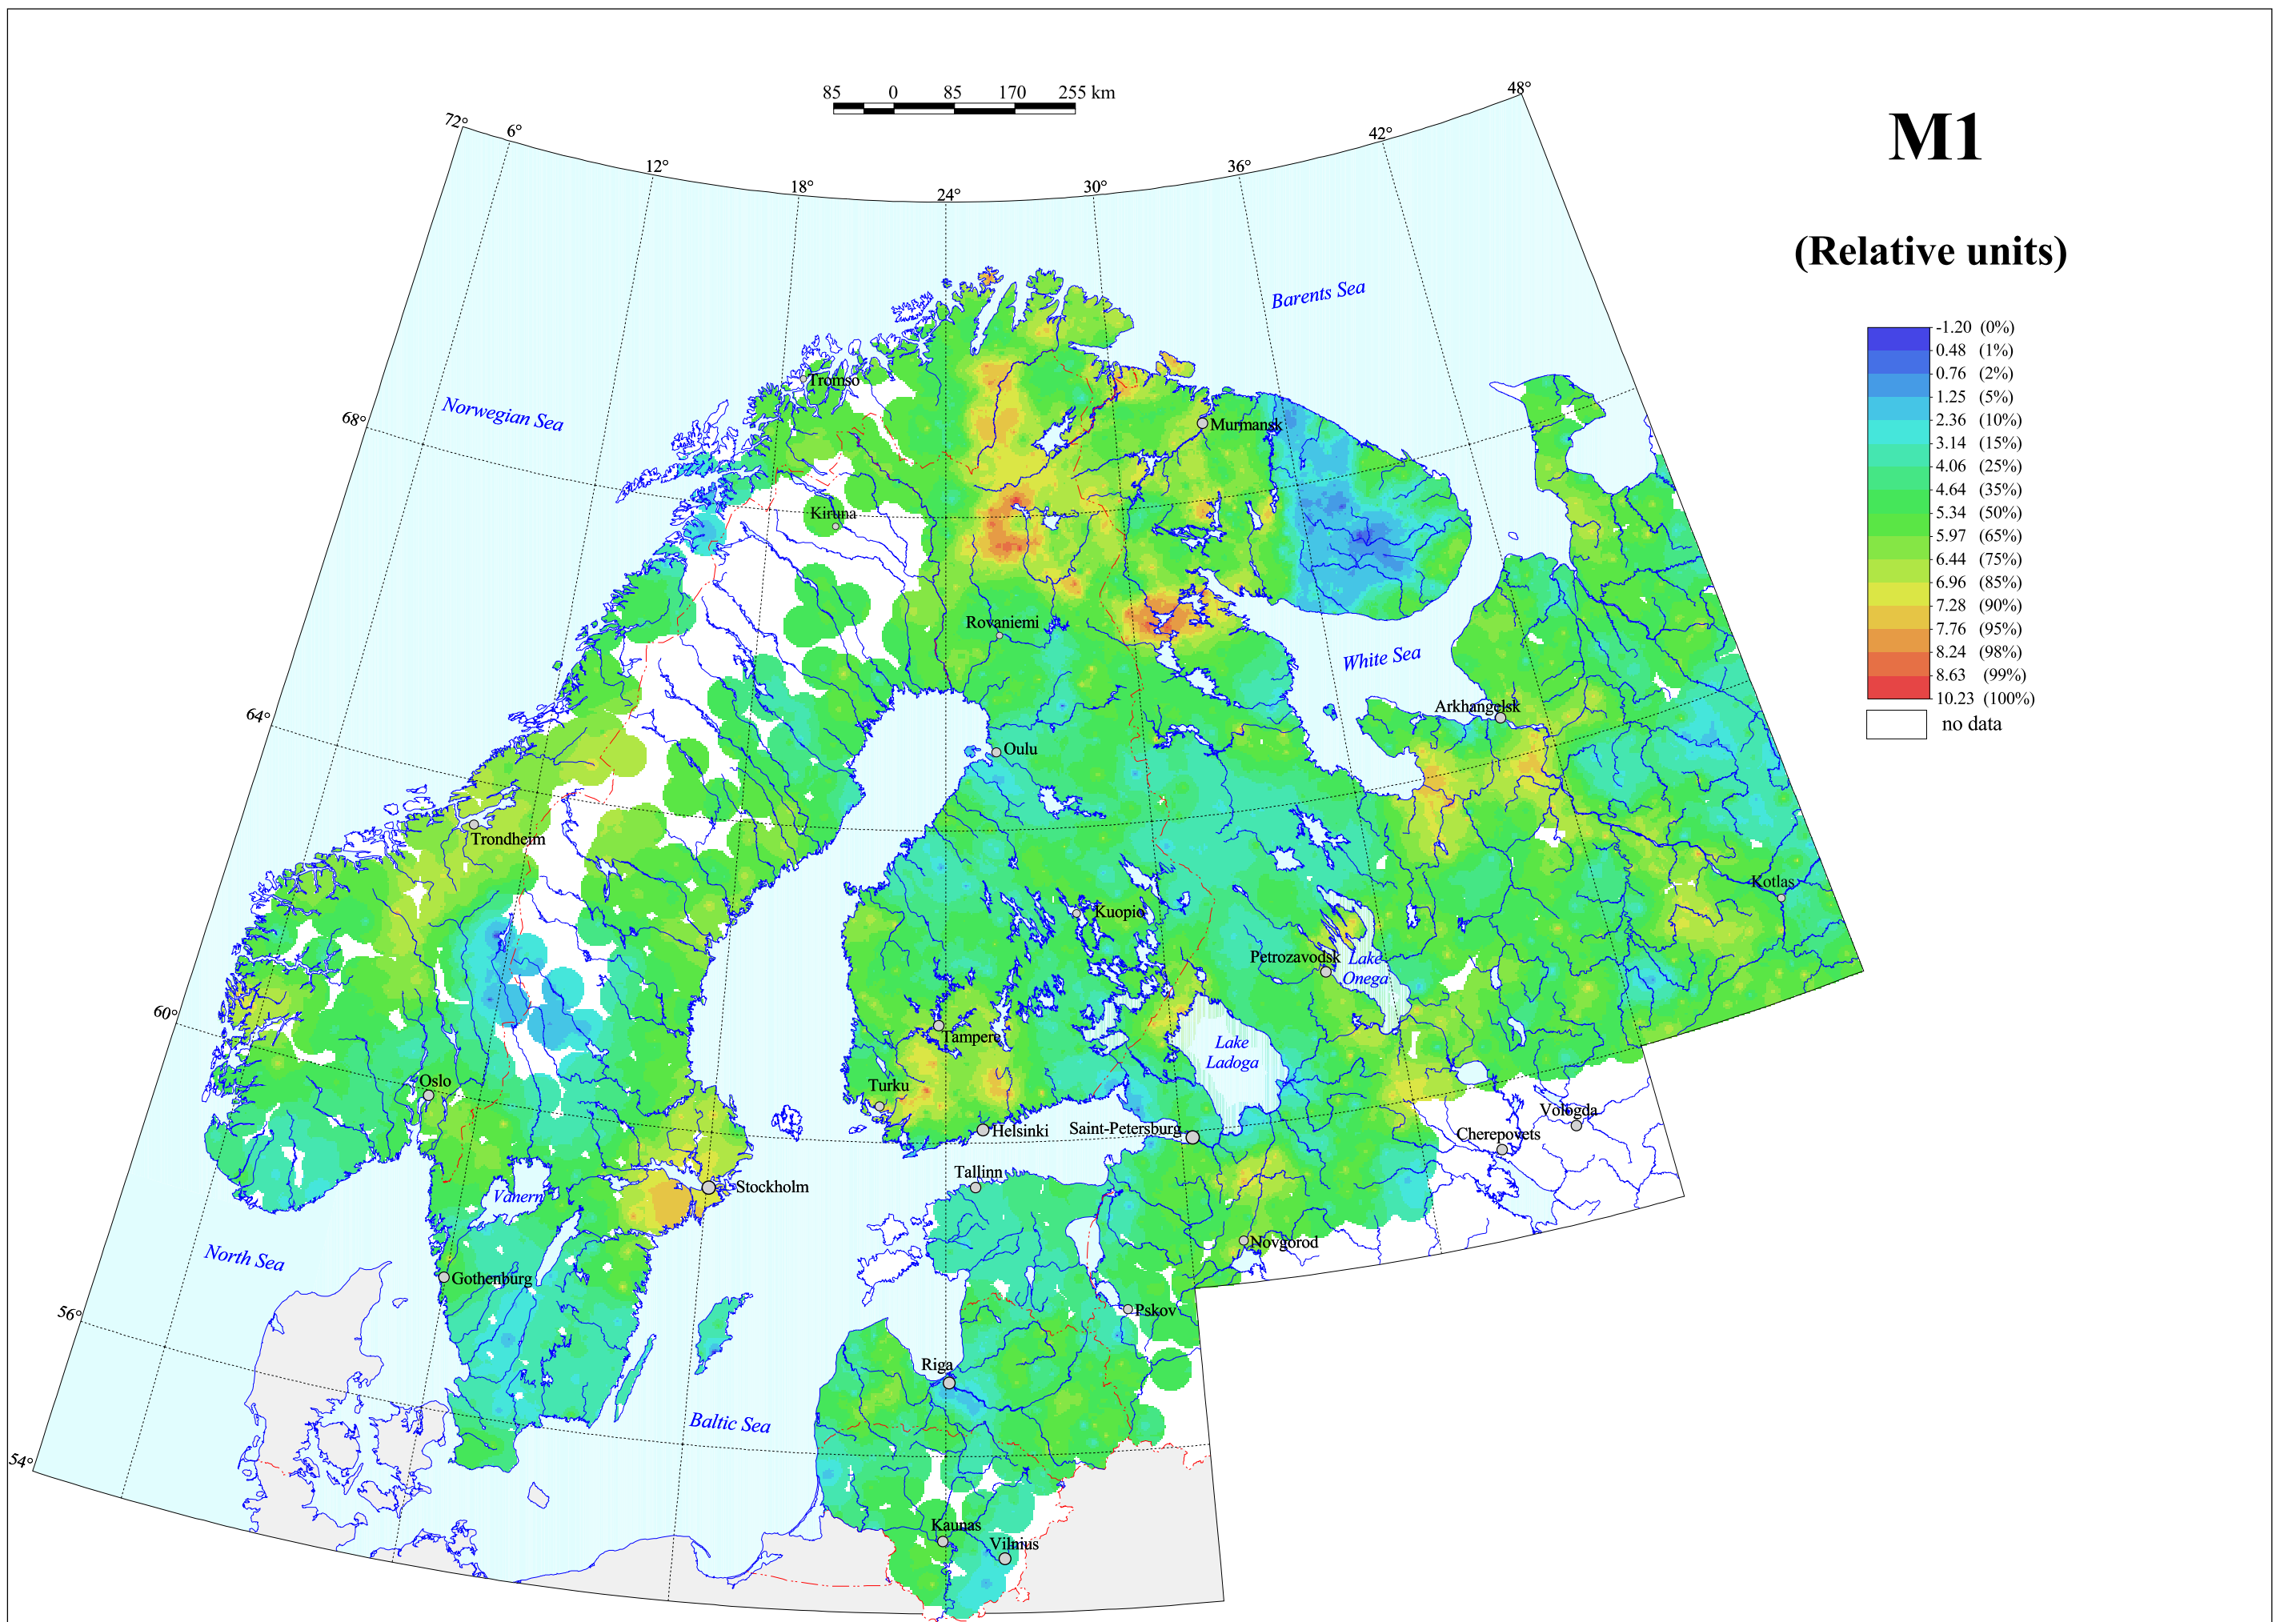 M1
(Relative units)
85 0 85 170 255 km
72° 6° 12° 18° 24° 30° 36° 42° 48°
68°
64°
60°
56°
54°
Barents Sea
Norwegian Sea
Tromso
Murmansk
Kiruna
Rovaniemi
White Sea
Arkhangelsk
Oulu
Trondheim
Kotlas
Kuopio
Petrozavodsk
Lake
Onega
Tampere
Lake
Ladoga
Oslo
Turku
Helsinki
Saint-Petersburg
Vologda
Cherepovets
Tallinn
Stockholm
Vanern
Novgorod
North Sea
Gothenburg
Pskov
Riga
Baltic Sea
Kaunas
Vilnius
-1.20 (0%)
0.48 (1%)
0.76 (2%)
1.25 (5%)
2.36 (10%)
3.14 (15%)
4.06 (25%)
4.64 (35%)
5.34 (50%)
5.97 (65%)
6.44 (75%)
6.96 (85%)
7.28 (90%)
7.76 (95%)
8.24 (98%)
8.63 (99%)
10.23 (100%)
no data